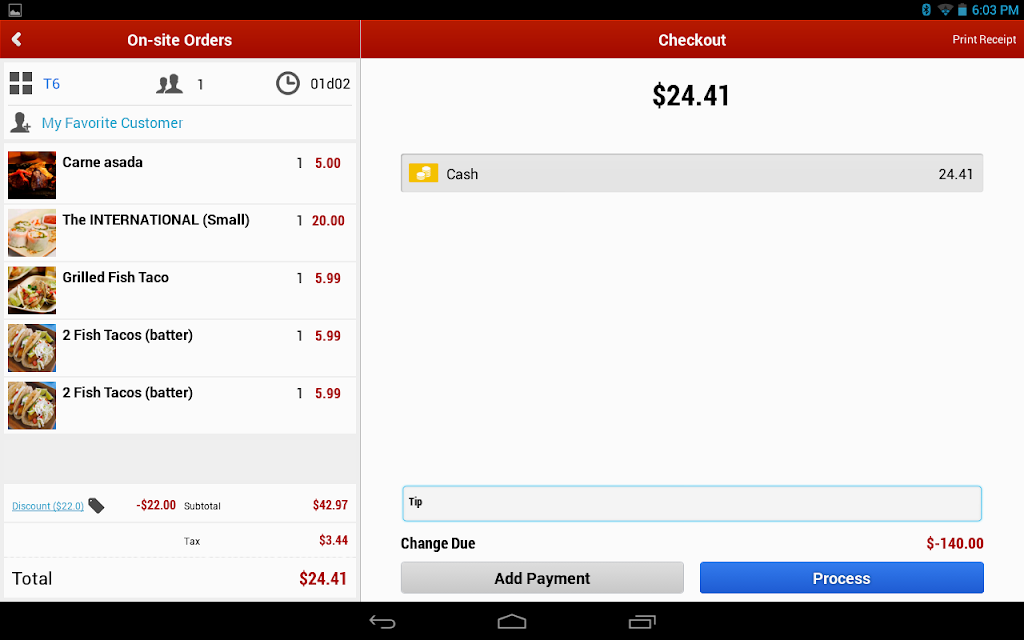 6:03 PM
On-site Orders
Checkout
Print Receipt
T6
1
01d02
My Favorite Customer
Carne asada 1 5.00
The INTERNATIONAL (Small) 1 20.00
Grilled Fish Taco 1 5.99
2 Fish Tacos (batter) 1 5.99
2 Fish Tacos (batter) 1 5.99
Discount ($22.0) -$22.00 Subtotal $42.97
Tax $3.44
Total $24.41
$24.41
Cash 24.41
Tip
Change Due $-140.00
Add Payment
Process